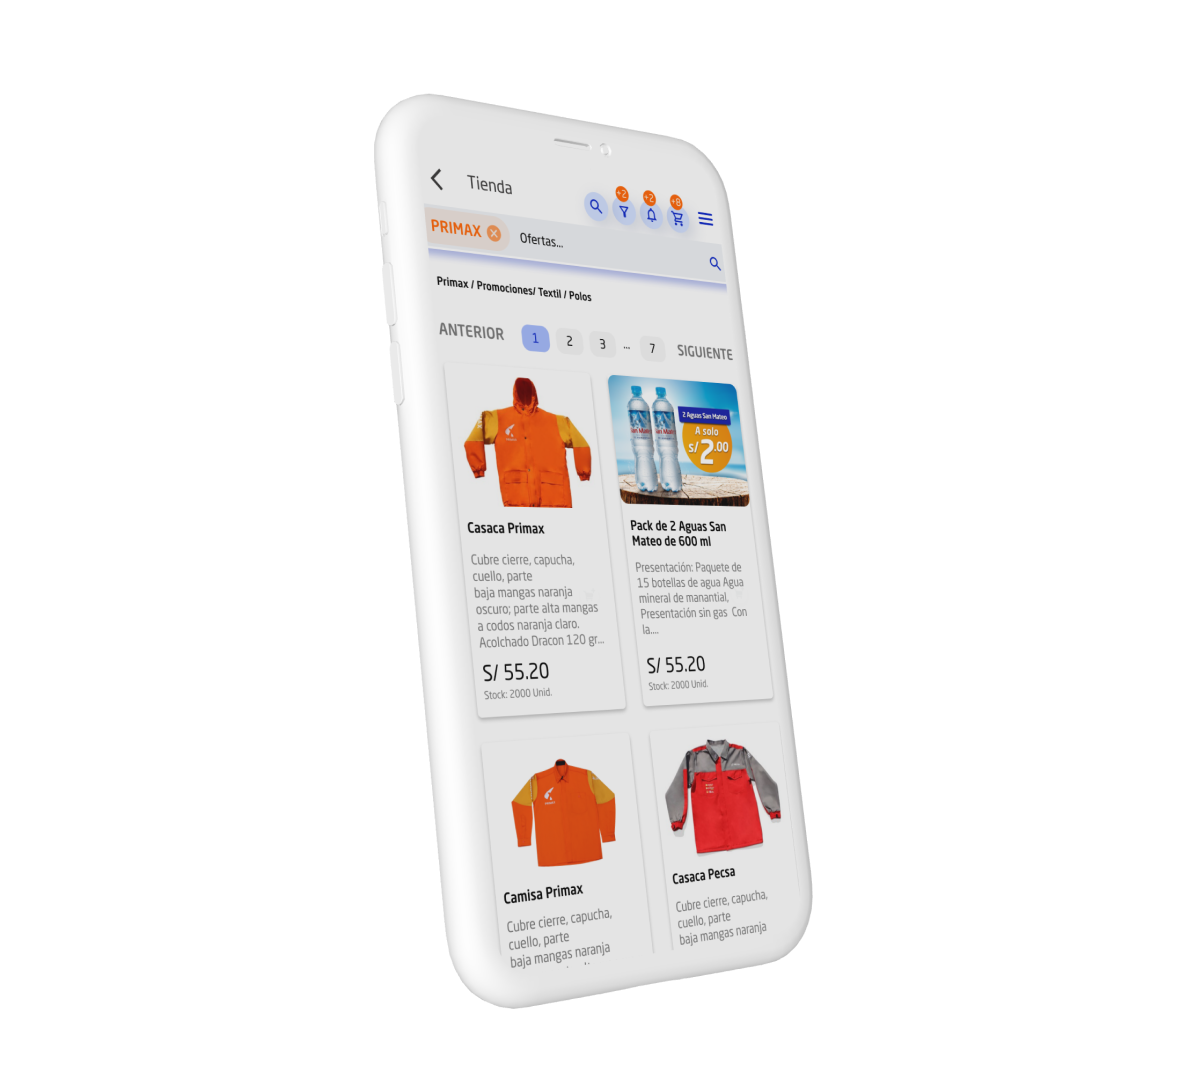 Tienda
+2
+2
+8
PRIMAX
Ofertas...
Primax / Promociones/ Textil / Polos
ANTERIOR
1
2
3
...
7
SIGUIENTE
2 Aguas San Mateo
A solo
s/2.00
Casaca Primax
Cubre cierre, capucha,
cuello, parte
baja mangas naranja
oscuro; parte alta mangas
a codos naranja claro.
Acolchado Dracon 120 gr...
S/ 55.20
Stock: 2000 Unid.
Pack de 2 Aguas San
Mateo de 600 ml
Presentación: Paquete de
15 botellas de agua Agua
mineral de manantial,
Presentación sin gas Con
la....
S/ 55.20
Stock: 2000 Unid.
Camisa Primax
Cubre cierre, capucha,
cuello, parte
baja mangas naranja
Casaca Pecsa
Cubre cierre, capucha,
cuello, parte
baja mangas naranja